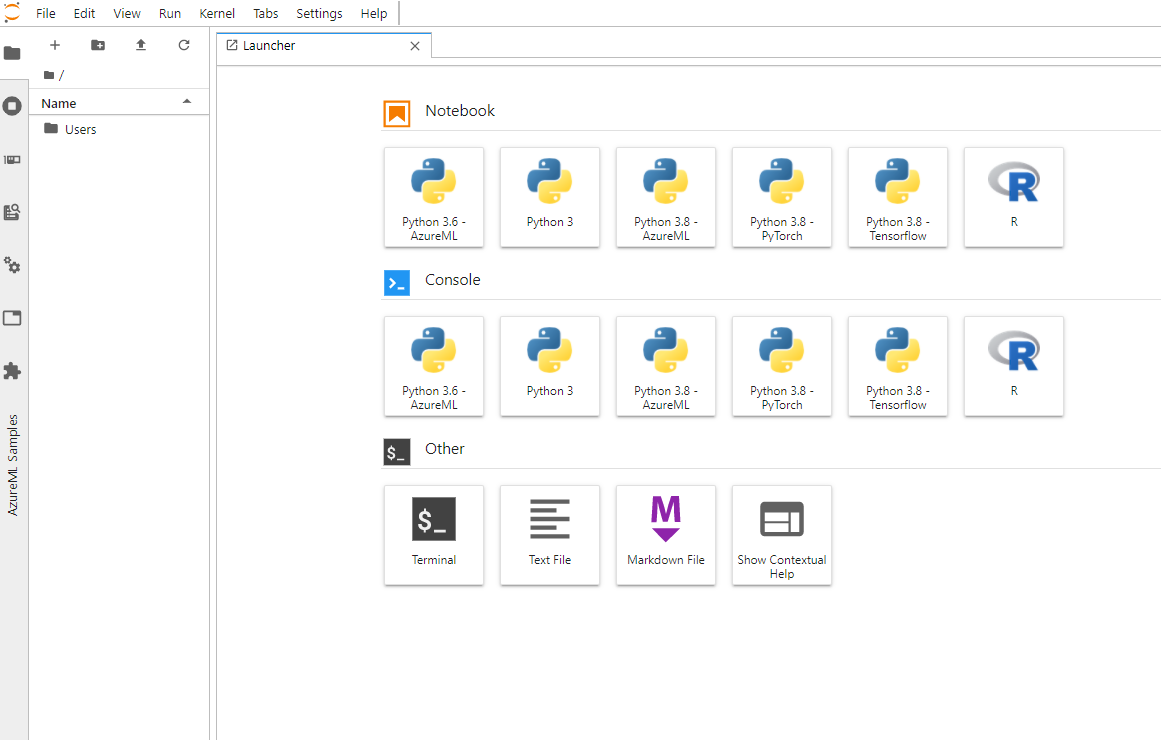 File Edit View Run Kernel Tabs Settings Help
Launcher
/
Name
Users
AzureML Samples
Notebook
Python 3.6 -
AzureML
Python 3
Python 3.8 -
AzureML
Python 3.8 -
PyTorch
Python 3.8 -
Tensorflow
R
Console
Python 3.6 -
AzureML
Python 3
Python 3.8 -
AzureML
Python 3.8 -
PyTorch
Python 3.8 -
Tensorflow
R
$_
Other
$_
Terminal
Text File
M
Markdown File
Show Contextual
Help